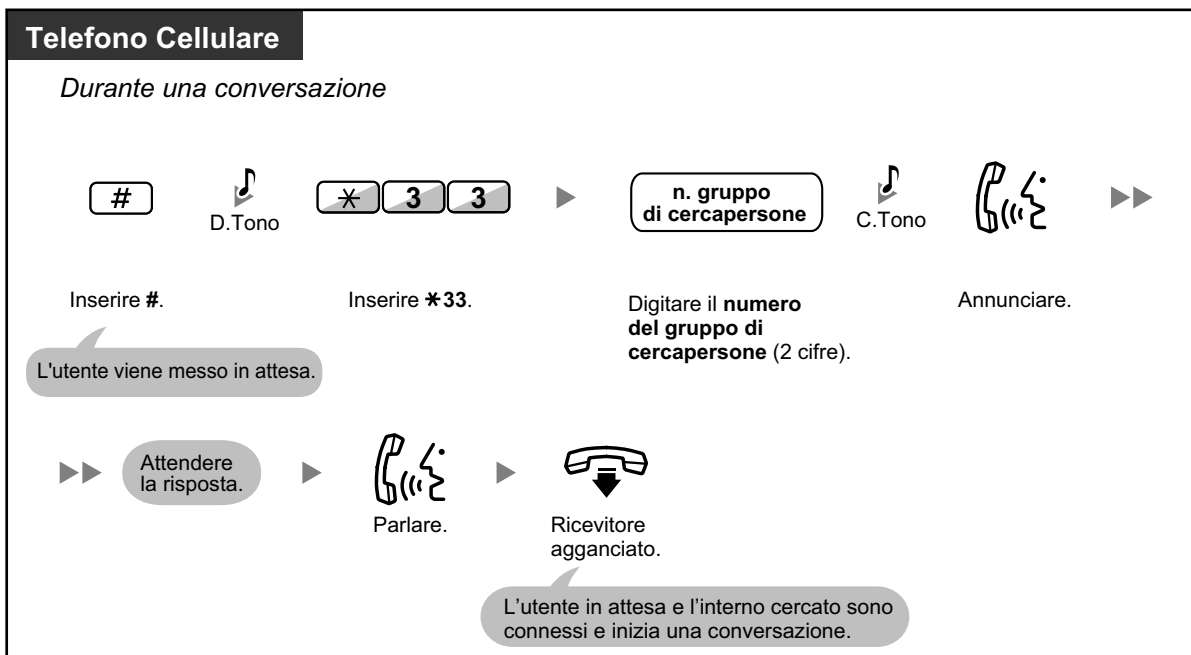 Telefono Cellulare
Durante una conversazione
#
D.Tono
✳ 3 3
n. gruppo
di cercapersone
C.Tono
Inserire #.
Inserire ✳33.
Digitare il numero
del gruppo di
cercapersone (2 cifre).
Annunciare.
L'utente viene messo in attesa.
Attendere
la risposta.
Parlare.
Ricevitore
agganciato.
L’utente in attesa e l’interno cercato sono
connessi e inizia una conversazione.